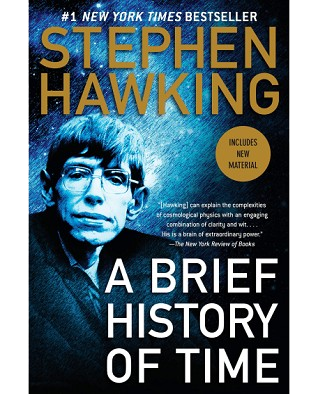 #1 NEW YORK TIMES BESTSELLER
STEPHEN
HAWKING
INCLUDES
NEW
MATERIAL
"[Hawking] can explain the complexities
of cosmological physics with an engaging
combination of clarity and wit. . . .
His is a brain of extraordinary power."
—The New York Review of Books
A BRIEF
HISTORY
OF TIME